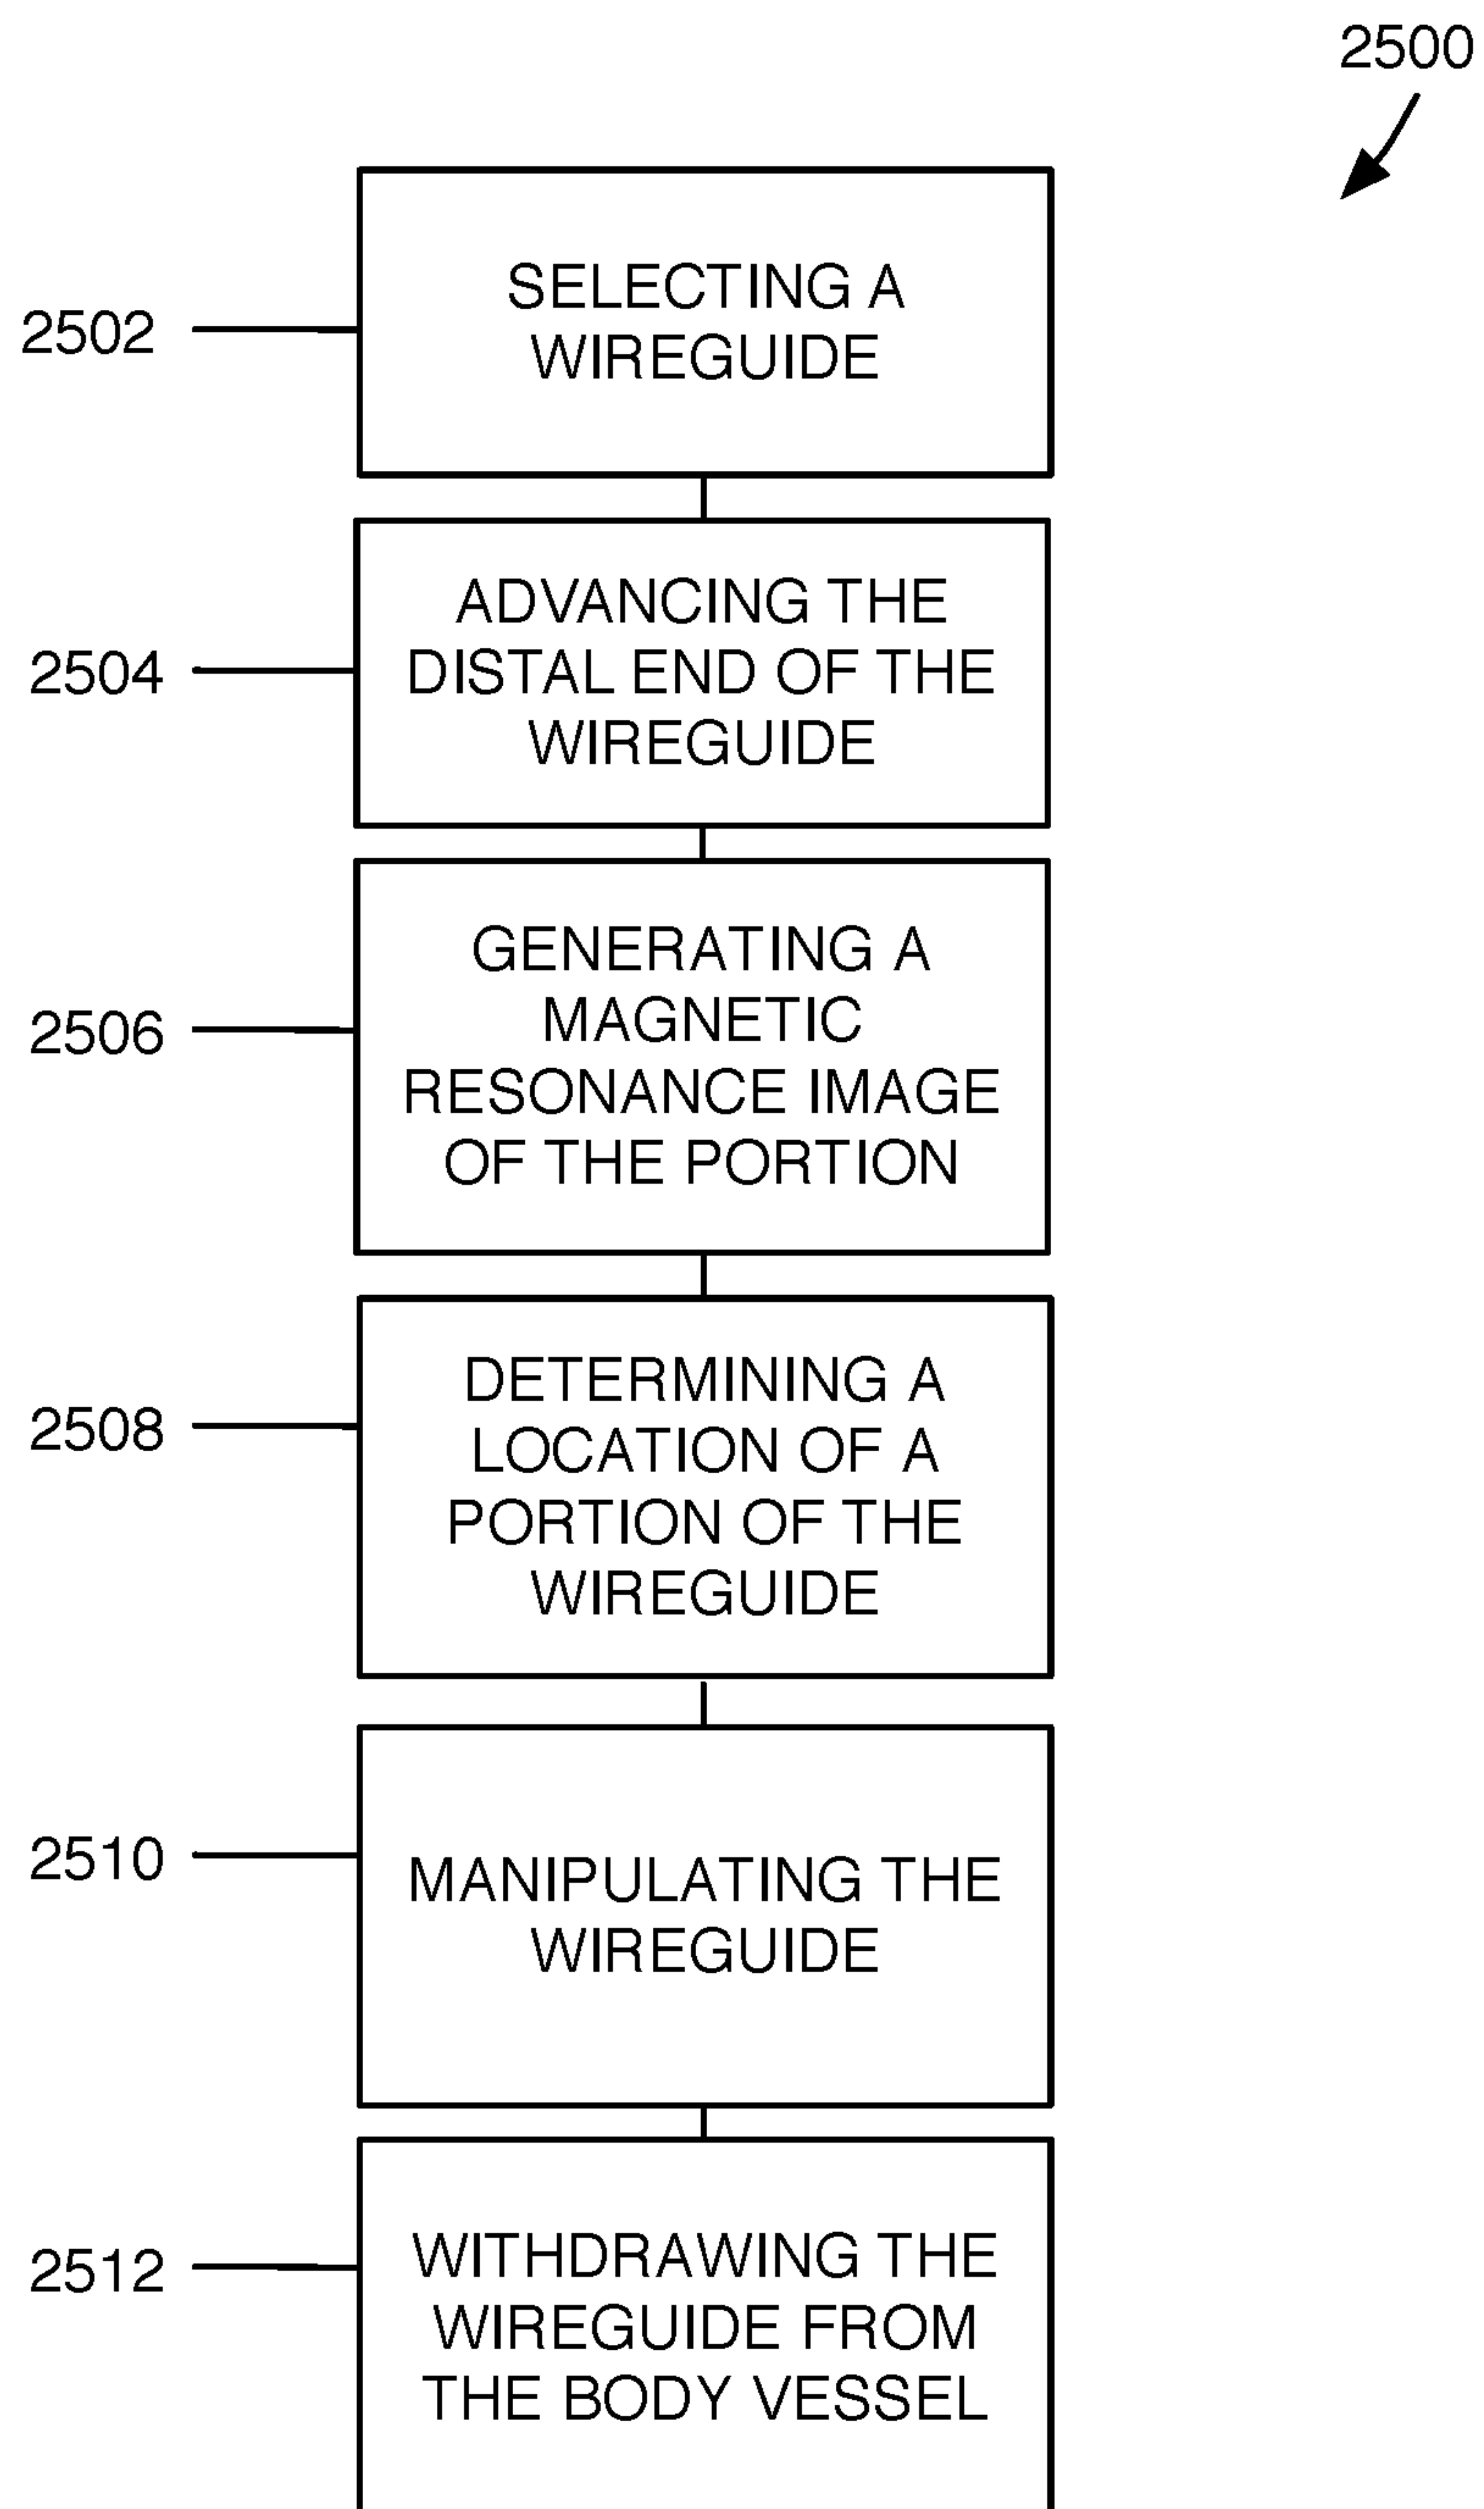 2500
2502
SELECTING A
WIREGUIDE
2504
ADVANCING THE
DISTAL END OF THE
WIREGUIDE
2506
GENERATING A
MAGNETIC
RESONANCE IMAGE
OF THE PORTION
2508
DETERMINING A
LOCATION OF A
PORTION OF THE
WIREGUIDE
2510
MANIPULATING THE
WIREGUIDE
2512
WITHDRAWING THE
WIREGUIDE FROM
THE BODY VESSEL